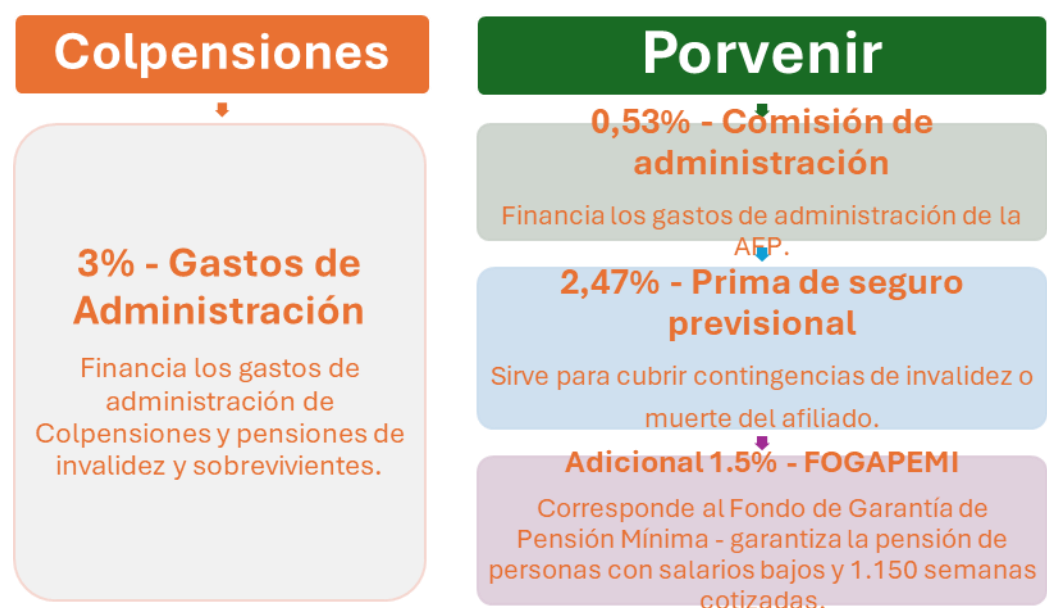 Colpensiones
3% - Gastos de
Administración
Financia los gastos de
administración de
Colpensiones y pensiones de
invalidez y sobrevivientes.
Porvenir
0,53% - Comisión de
administración
Financia los gastos de administración de la
AFP.
2,47% - Prima de seguro
previsional
Sirve para cubrir contingencias de invalidez o
muerte del afiliado.
Adicional 1.5% - FOGAPEMI
Corresponde al Fondo de Garantía de
Pensión Mínima - garantiza la pensión de
personas con salarios bajos y 1.150 semanas
cotizadas.